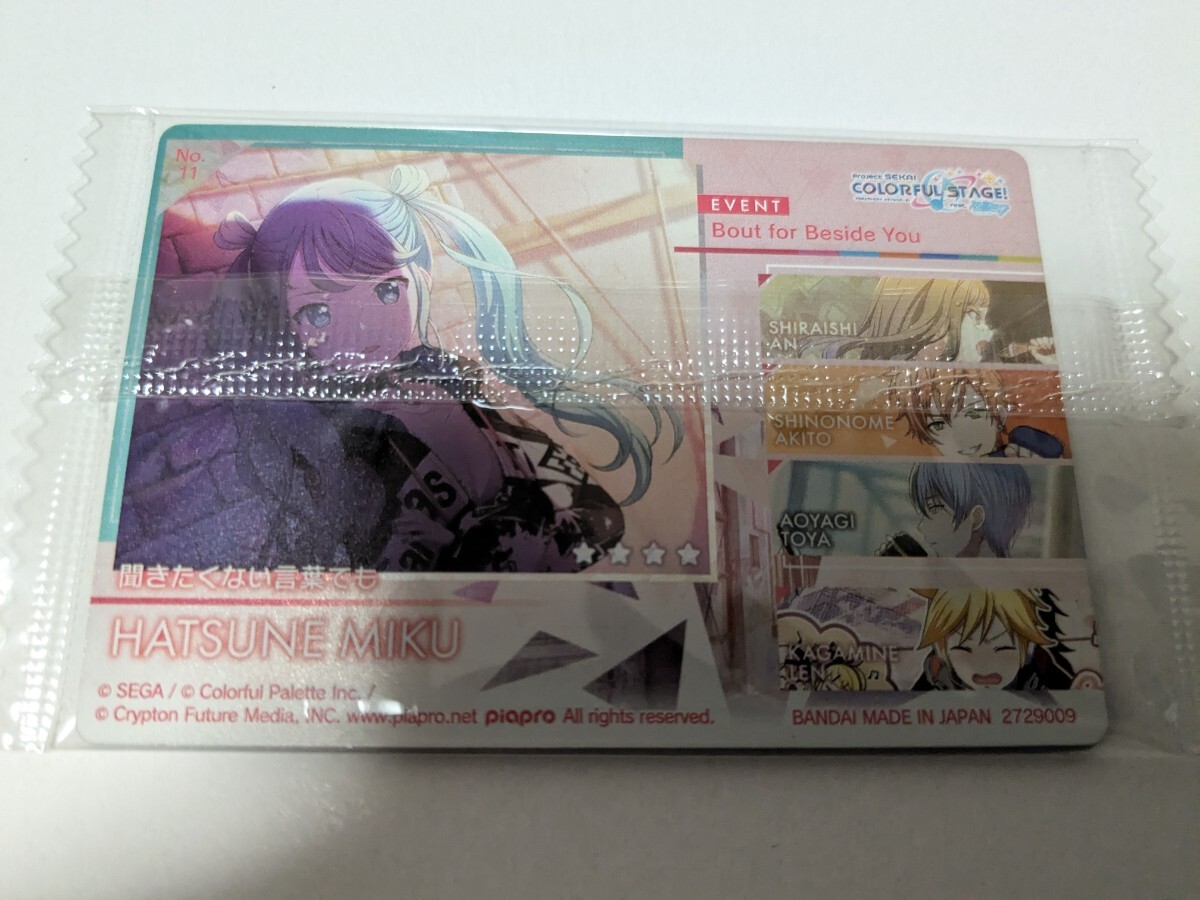 No.
11
Project SEKAI
COLORFUL STAGE!
feat.
EVENT
Bout for Beside You
SHIRAISHI
AN
SHINONOME
AKITO
AOYAGI
TOYA
KAGAMINE
LEN
聞きたくない言葉でも
HATSUNE MIKU
© SEGA / © Colorful Palette Inc. /
© Crypton Future Media, INC. www.piapro.net piapro All rights reserved.
BANDAI MADE IN JAPAN 2729009